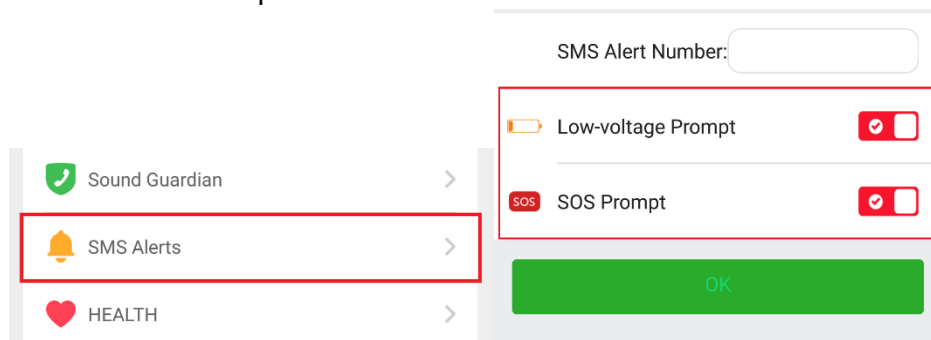 Sound Guardian
SMS Alerts
HEALTH
SMS Alert Number:
Low-voltage Prompt
SOS SOS Prompt
OK